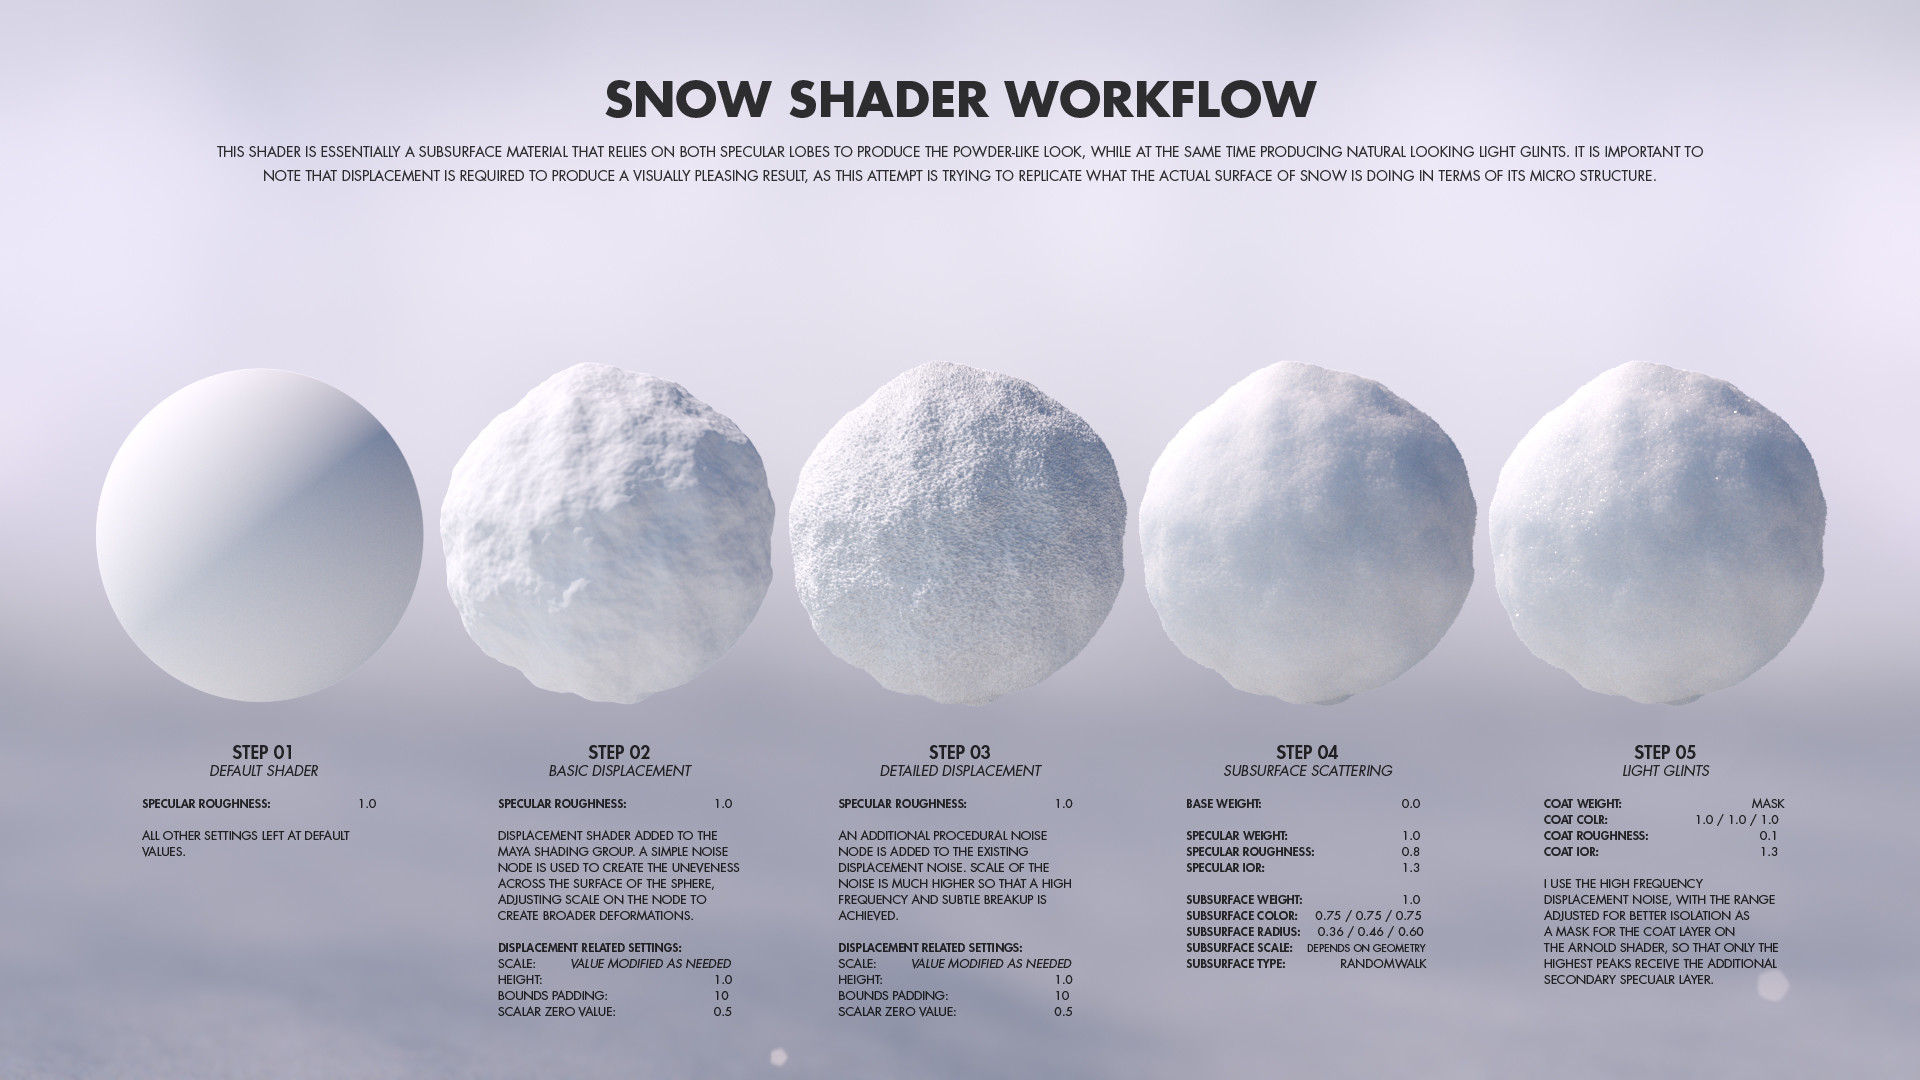 SNOW SHADER WORKFLOW
THIS SHADER IS ESSENTIALLY A SUBSURFACE MATERIAL THAT RELIES ON BOTH SPECULAR LOBES TO PRODUCE THE POWDER-LIKE LOOK, WHILE AT THE SAME TIME PRODUCING NATURAL LOOKING LIGHT GLINTS. IT IS IMPORTANT TO
NOTE THAT DISPLACEMENT IS REQUIRED TO PRODUCE A VISUALLY PLEASING RESULT, AS THIS ATTEMPT IS TRYING TO REPLICATE WHAT THE ACTUAL SURFACE OF SNOW IS DOING IN TERMS OF ITS MICRO STRUCTURE.
STEP 01
DEFAULT SHADER
SPECULAR ROUGHNESS: 1.0
ALL OTHER SETTINGS LEFT AT DEFAULT
VALUES.
STEP 02
BASIC DISPLACEMENT
SPECULAR ROUGHNESS: 1.0
DISPLACEMENT SHADER ADDED TO THE
MAYA SHADING GROUP. A SIMPLE NOISE
NODE IS USED TO CREATE THE UNEVENESS
ACROSS THE SURFACE OF THE SPHERE,
ADJUSTING SCALE ON THE NODE TO
CREATE BROADER DEFORMATIONS.
DISPLACEMENT RELATED SETTINGS:
SCALE: VALUE MODIFIED AS NEEDED
HEIGHT: 1.0
BOUNDS PADDING: 10
SCALAR ZERO VALUE: 0.5
STEP 03
DETAILED DISPLACEMENT
SPECULAR ROUGHNESS: 1.0
AN ADDITIONAL PROCEDURAL NOISE
NODE IS ADDED TO THE EXISTING
DISPLACEMENT NOISE. SCALE OF THE
NOISE IS MUCH HIGHER SO THAT A HIGH
FREQUENCY AND SUBTLE BREAKUP IS
ACHIEVED.
DISPLACEMENT RELATED SETTINGS:
SCALE: VALUE MODIFIED AS NEEDED
HEIGHT: 1.0
BOUNDS PADDING: 10
SCALAR ZERO VALUE: 0.5
STEP 04
SUBSURFACE SCATTERING
BASE WEIGHT: 0.0
SPECULAR WEIGHT: 1.0
SPECULAR ROUGHNESS: 0.8
SPECULAR IOR: 1.3
SUBSURFACE WEIGHT: 1.0
SUBSURFACE COLOR: 0.75 / 0.75 / 0.75
SUBSURFACE RADIUS: 0.36 / 0.46 / 0.60
SUBSURFACE SCALE: DEPENDS ON GEOMETRY
SUBSURFACE TYPE: RANDOMWALK
STEP 05
LIGHT GLINTS
COAT WEIGHT: MASK
COAT COLR: 1.0 / 1.0 / 1.0
COAT ROUGHNESS: 0.1
COAT IOR: 1.3
I USE THE HIGH FREQUENCY
DISPLACEMENT NOISE, WITH THE RANGE
ADJUSTED FOR BETTER ISOLATION AS
A MASK FOR THE COAT LAYER ON
THE ARNOLD SHADER, SO THAT ONLY THE
HIGHEST PEAKS RECEIVE THE ADDITIONAL
SECONDARY SPECUALR LAYER.